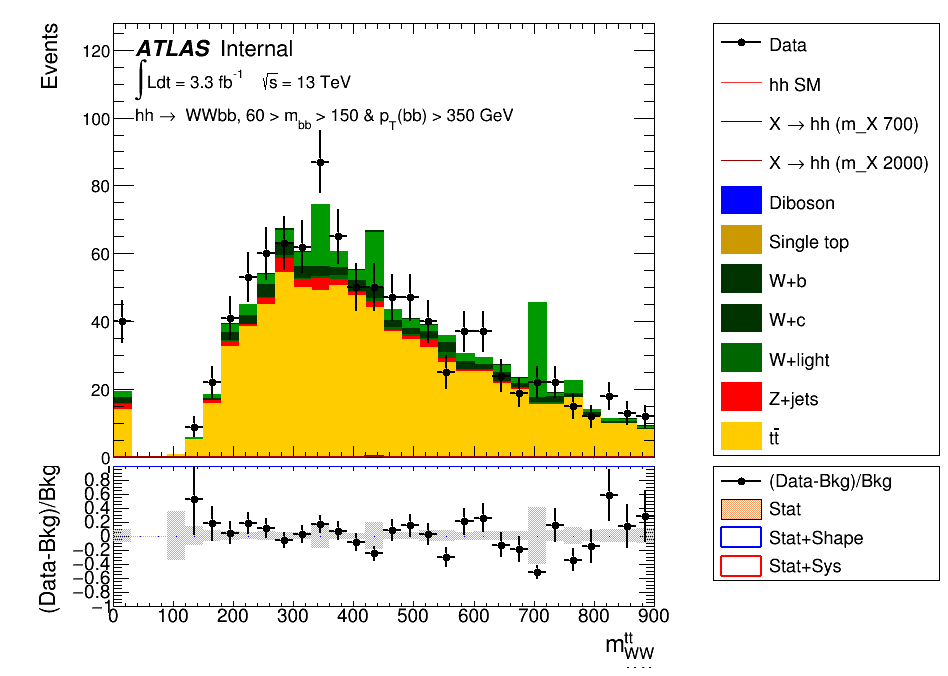 Events
120
100
80
60
40
20
0
ATLAS Internal
∫Ldt = 3.3 fb⁻¹ √s = 13 TeV
hh → WWbb, 60 > m_bb > 150 & p_T(bb) > 350 GeV
(Data-Bkg)/Bkg
0.8
0.6
0.4
0.2
0
−0.2
−0.4
−0.6
−0.8
−1
0 100 200 300 400 500 600 700 800 900
m^tt_WW
Data
hh SM
X → hh (m_X 700)
X → hh (m_X 2000)
Diboson
Single top
W+b
W+c
W+light
Z+jets
tt̄
(Data-Bkg)/Bkg
Stat
Stat+Shape
Stat+Sys